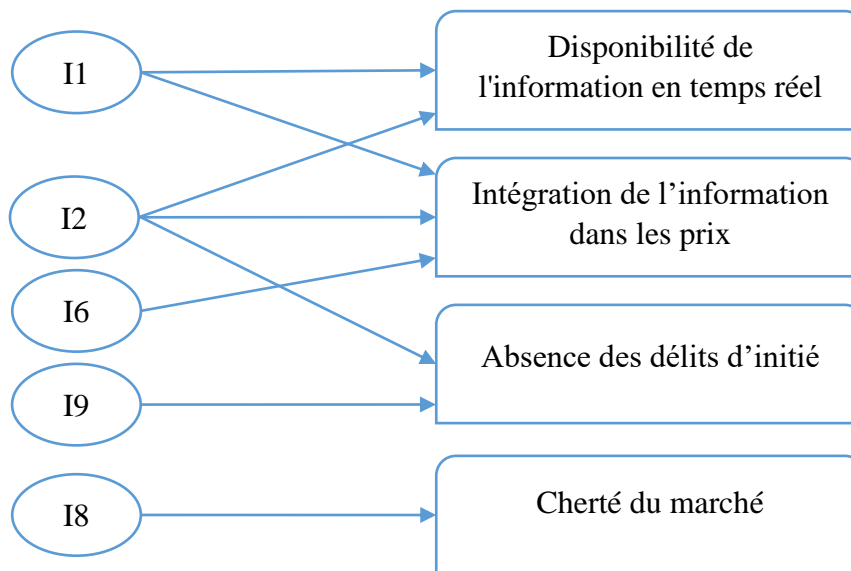 I1
Disponibilité de
l'information en temps réel
I2
Intégration de l’information
dans les prix
I6
Absence des délits d’initié
I9
I8
Cherté du marché